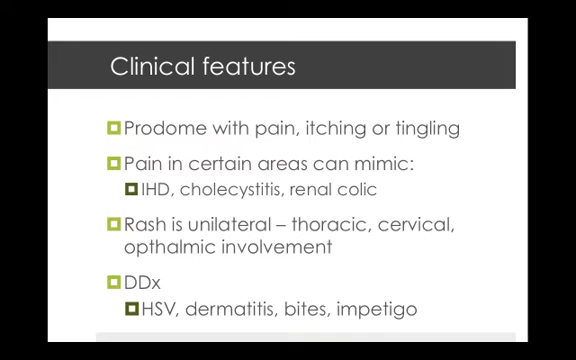 Clinical features
Prodome with pain, itching or tingling
Pain in certain areas can mimic:
IHD, cholecystitis, renal colic
Rash is unilateral – thoracic, cervical,
opthalmic involvement
DDx
HSV, dermatitis, bites, impetigo